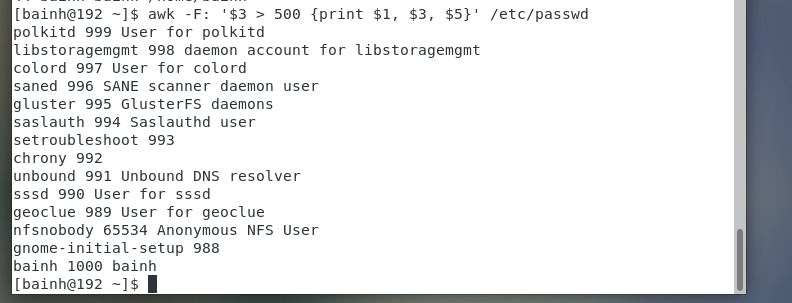 [bainh@192 ~]$ awk -F: '$3 > 500 {print $1, $3, $5}' /etc/passwd
polkitd 999 User for polkitd
libstoragemgmt 998 daemon account for libstoragemgmt
colord 997 User for colord
saned 996 SANE scanner daemon user
gluster 995 GlusterFS daemons
saslauth 994 Saslauthd user
setroubleshoot 993
chrony 992
unbound 991 Unbound DNS resolver
sssd 990 User for sssd
geoclue 989 User for geoclue
nfsnobody 65534 Anonymous NFS User
gnome-initial-setup 988
bainh 1000 bainh
[bainh@192 ~]$